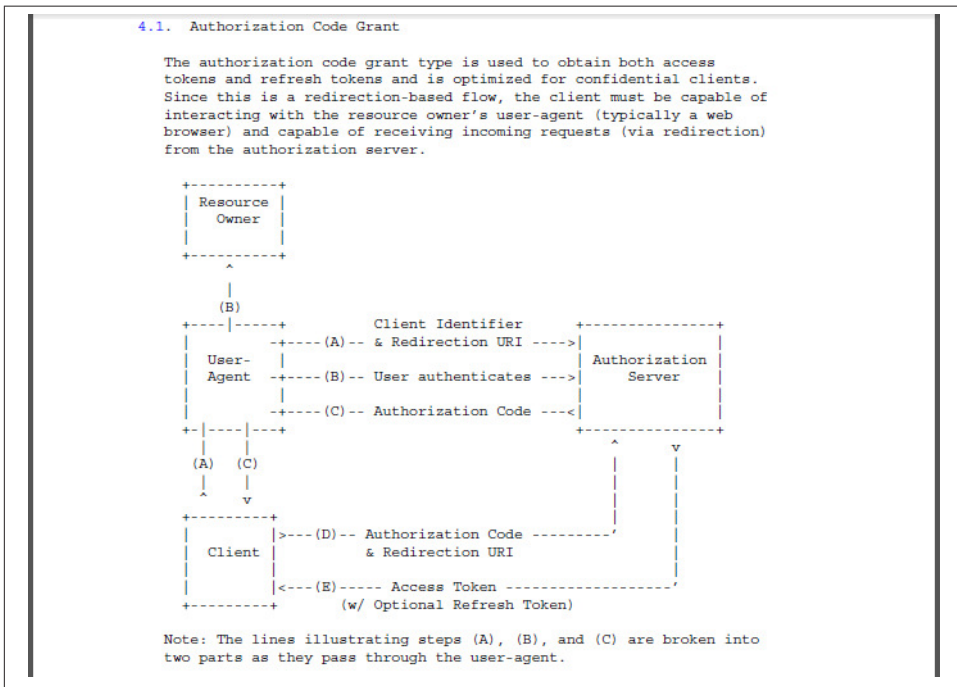 4.1. Authorization Code Grant
The authorization code grant type is used to obtain both access
tokens and refresh tokens and is optimized for confidential clients.
Since this is a redirection-based flow, the client must be capable of
interacting with the resource owner's user-agent (typically a web
browser) and capable of receiving incoming requests (via redirection)
from the authorization server.
Resource
Owner
(B)
Client Identifier
(A)-- & Redirection URI ---->
User-
Agent
Authorization
Server
(B)-- User authenticates --->
(C)-- Authorization Code ---<
(A) (C)
>---(D)-- Authorization Code ---------'
Client
& Redirection URI
<---(E)----- Access Token -------------------'
(w/ Optional Refresh Token)
Note: The lines illustrating steps (A), (B), and (C) are broken into
two parts as they pass through the user-agent.